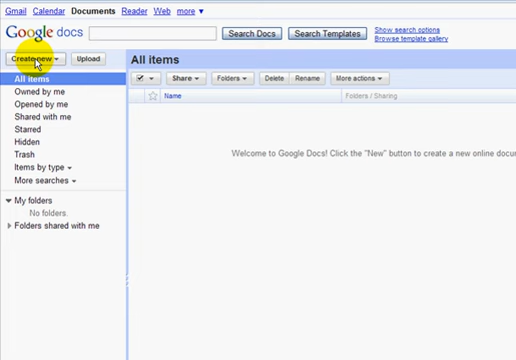 Gmail Calendar Documents Reader Web more ▼
Google docs Search Docs Search Templates Show search options
Browse template gallery
Create new Upload All items
All items
Share Folders Delete Rename More actions
Name Folders / Sharing
Owned by me
Opened by me
Shared with me
Starred
Hidden
Trash
Items by type
More searches
Welcome to Google Docs! Click the "New" button to create a new online
My folders
No folders.
Folders shared with me